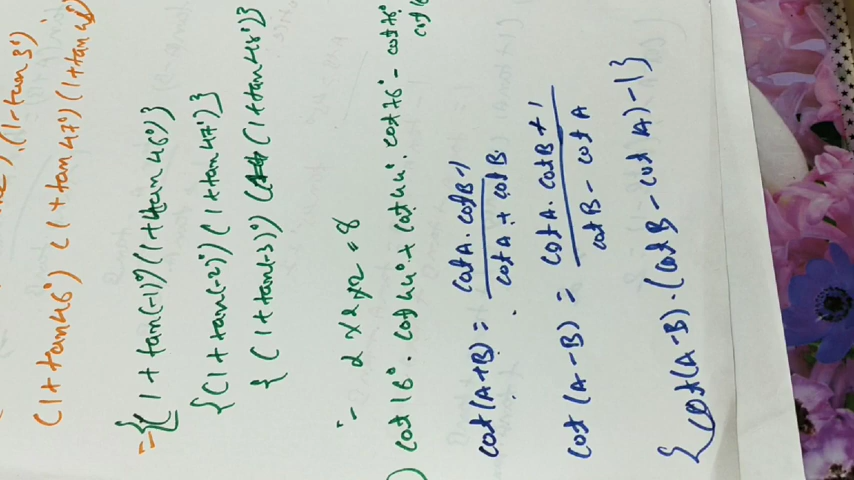 (1-tan3°)
(1+tan46°) (1+tan47°) (1+tan48°)
= {(1+tan(-1°)(1+tan46°)}
{(1+tan(-2°)(1+tan47°)}
{(1+tan(-3)°) (1+tan48°)}
= 2×2×2 = 8
) cot16°. cot44° + cot44°. cot76° - cot76°
cot(A+B) = cotA. cotB-1 / cotA + cotB.
cot(A-B) = cotA. cotB+1 / cotB - cotA
{cot(A-B).(cotB - cotA)-1}